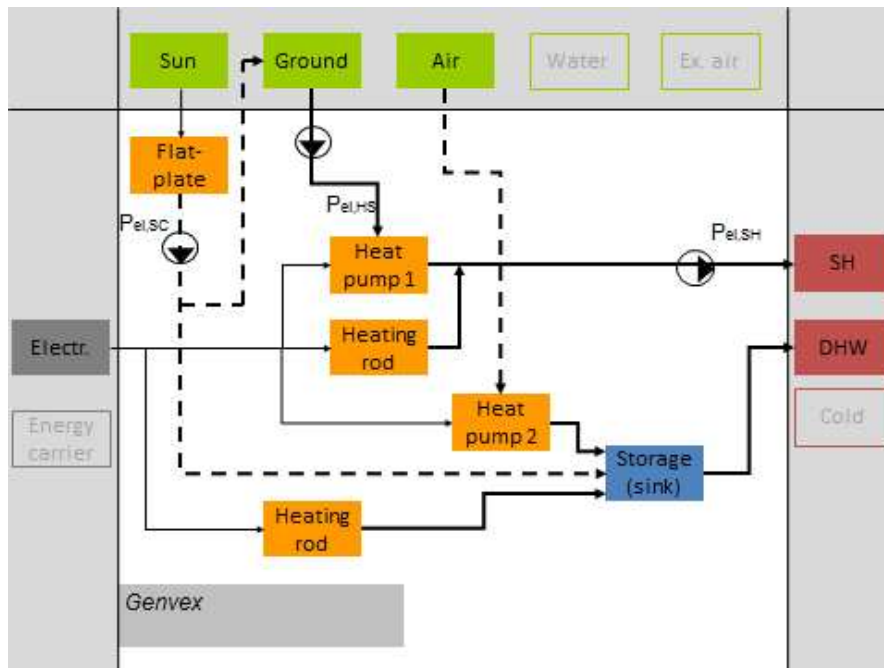 Sun
Ground
Air
Water
Ex. air
Flat-
plate
Pel,SC
Pel,HS
Pel,SH
Heat
pump 1
SH
Electr.
Heating
rod
DHW
Energy
carrier
Heat
pump 2
Cold
Storage
(sink)
Heating
rod
Genvex